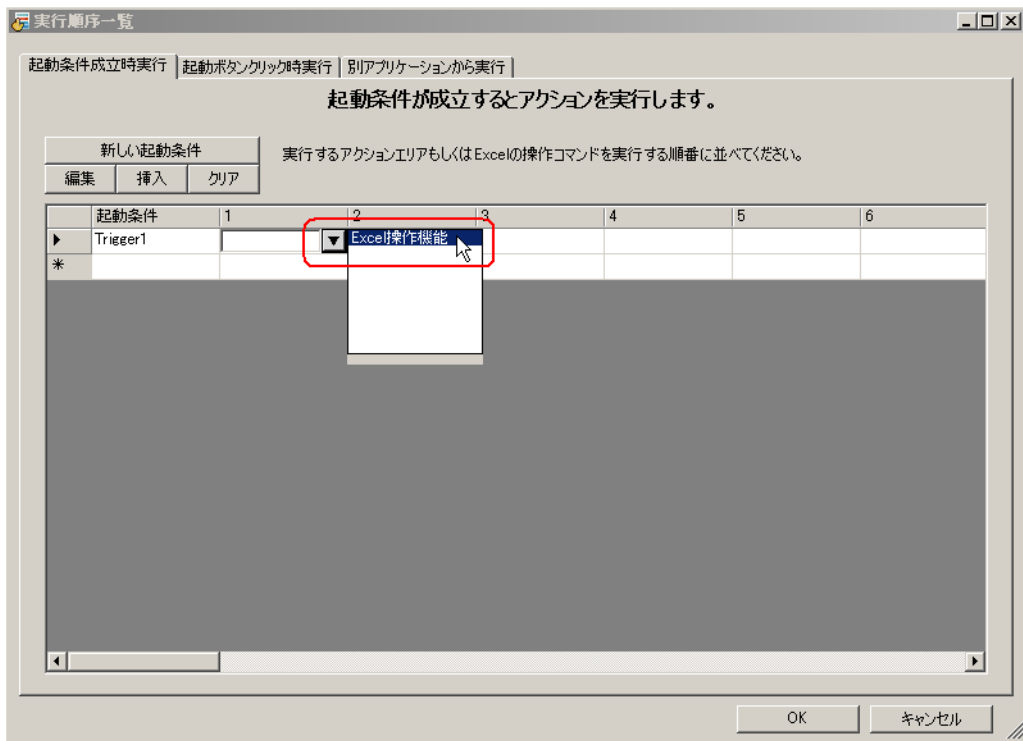 実行順序一覧
起動条件成立時実行 起動ボタンクリック時実行 別アプリケーションから実行
起動条件が成立するとアクションを実行します。
新しい起動条件
実行するアクションエリアもしくはExcelの操作コマンドを実行する順番に並べてください。
編集 挿入 クリア
起動条件 1 2 3 4 5 6
Trigger1 Excel操作機能
OK キャンセル